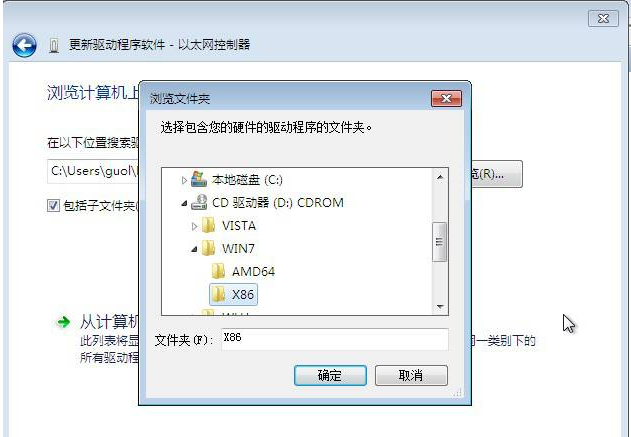 更新驱动程序软件 - 以太网控制器
浏览计算机上
浏览文件夹
选择包含您的硬件的驱动程序的文件夹。
在以下位置搜索驱
C:\Users\guol\
览(R)...
包括子文件夹(
本地磁盘 (C:)
CD 驱动器 (D:) CDROM
VISTA
WIN7
AMD64
X86
从计算机
此列表将显
同一类别下的
所有驱动程
文件夹(F):
X86
确定
取消